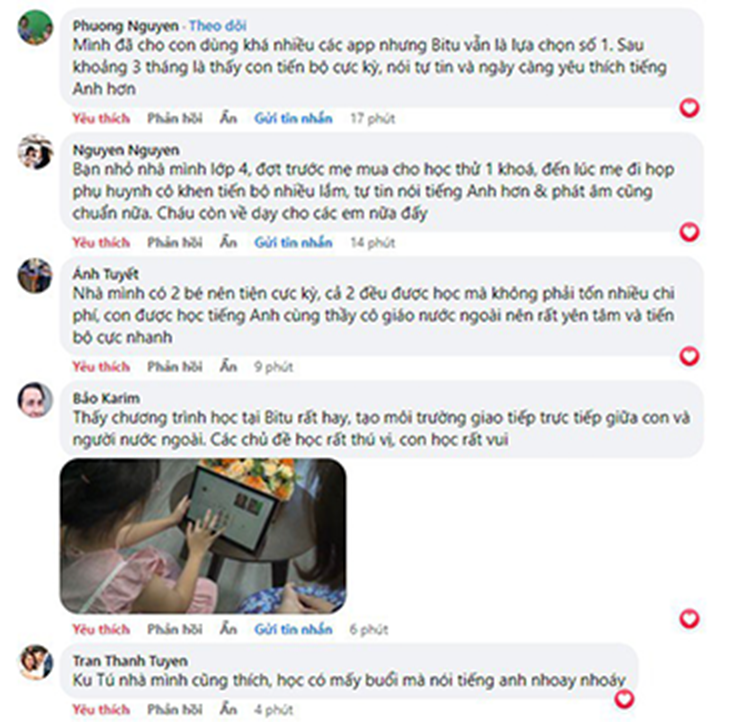 Phuong Nguyen · Theo dõi
Mình đã cho con dùng khá nhiều các app nhưng Bitu vẫn là lựa chọn số 1. Sau
khoảng 3 tháng là thấy con tiến bộ cực kỳ, nói tự tin và ngày càng yêu thích tiếng
Anh hơn
Yêu thích Phản hồi Ẩn Gửi tin nhắn 17 phút
Nguyen Nguyen
Bạn nhỏ nhà mình lớp 4, đợt trước mẹ mua cho học thử 1 khoá, đến lúc mẹ đi họp
phụ huynh cô khen tiến bộ nhiều lắm, tự tin nói tiếng Anh hơn & phát âm cũng
chuẩn nữa. Cháu còn về dạy cho các em nữa đấy
Yêu thích Phản hồi Ẩn Gửi tin nhắn 14 phút
Ánh Tuyết
Nhà mình có 2 bé nên tiện cực kỳ, cả 2 đều được học mà không phải tốn nhiều chi
phí, con được học tiếng Anh cùng thầy cô giáo nước ngoài nên rất yên tâm và tiến
bộ cực nhanh
Yêu thích Phản hồi Ẩn 9 phút
Bảo Karim
Thấy chương trình học tại Bitu rất hay, tạo môi trường giao tiếp trực tiếp giữa con và
người nước ngoài. Các chủ đề học rất thú vị, con học rất vui
Yêu thích Phản hồi Ẩn Gửi tin nhắn 6 phút
Tran Thanh Tuyen
Ku Tú nhà mình cũng thích, học có mấy buổi mà nói tiếng anh nhoay nhoáy
Yêu thích Phản hồi Ẩn 4 phút